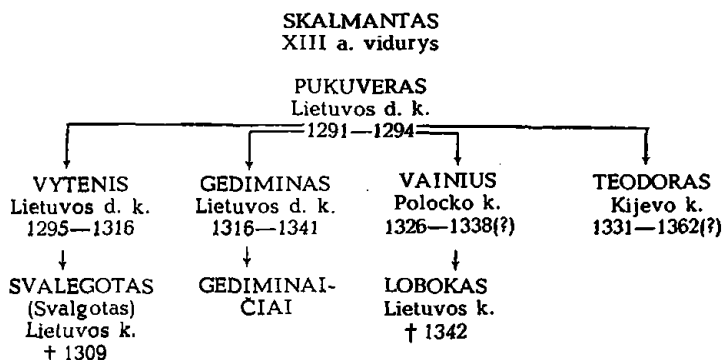 SKALMANTAS
XIII a. vidurys
PUKUVERAS
Lietuvos d. k.
1291—1294
VYTENIS
Lietuvos d. k.
1295—1316
GEDIMINAS
Lietuvos d. k.
1316—1341
VAINIUS
Polocko k.
1326—1338(?)
TEODORAS
Kijevo k.
1331—1362(?)
SVALEGOTAS
(Svalgotas)
Lietuvos k.
† 1309
GEDIMINAI-
ČIAI
LOBOKAS
Lietuvos k.
† 1342